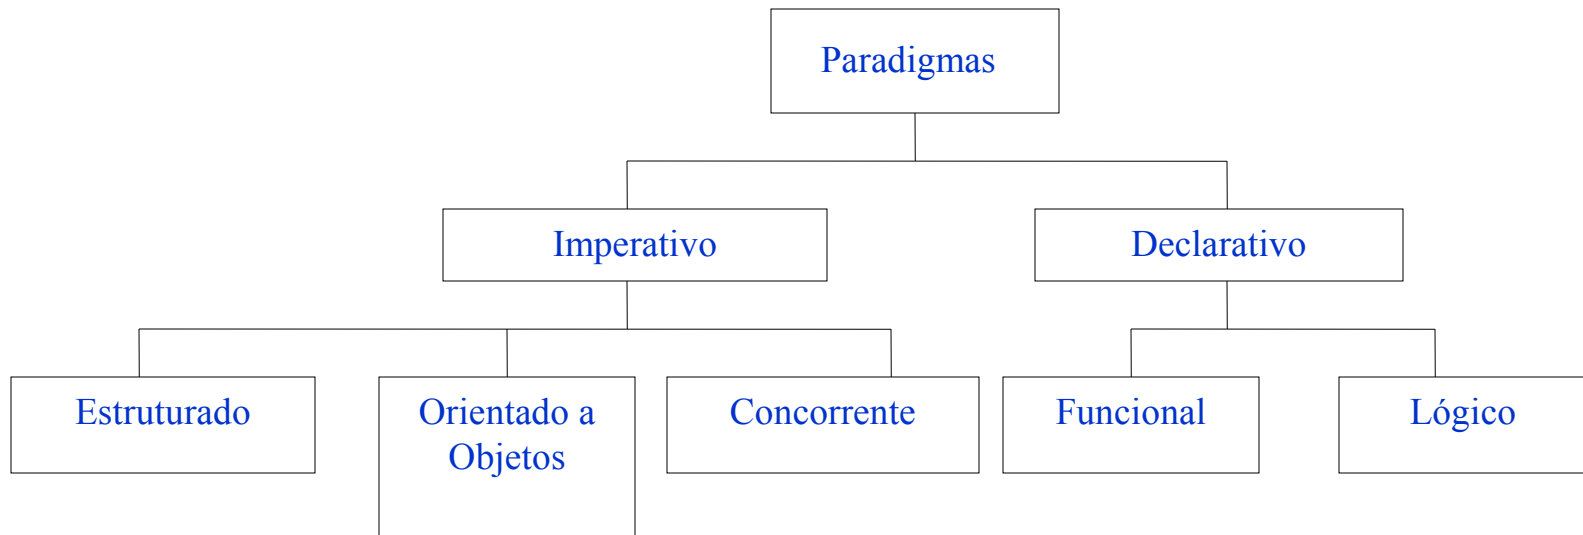 Paradigmas
Imperativo
Declarativo
Estruturado
Orientado a
Objetos
Concorrente
Funcional
Lógico